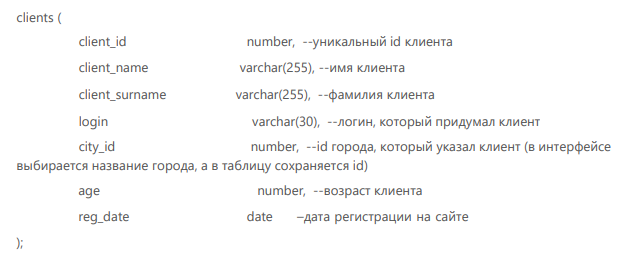 clients (
client_id number, --уникальный id клиента
client_name varchar(255), --имя клиента
client_surname varchar(255), --фамилия клиента
login varchar(30), --логин, который придумал клиент
city_id number, --id города, который указал клиент (в интерфейсе
выбирается название города, а в таблицу сохраняется id)
age number, --возраст клиента
reg_date date –дата регистрации на сайте
);